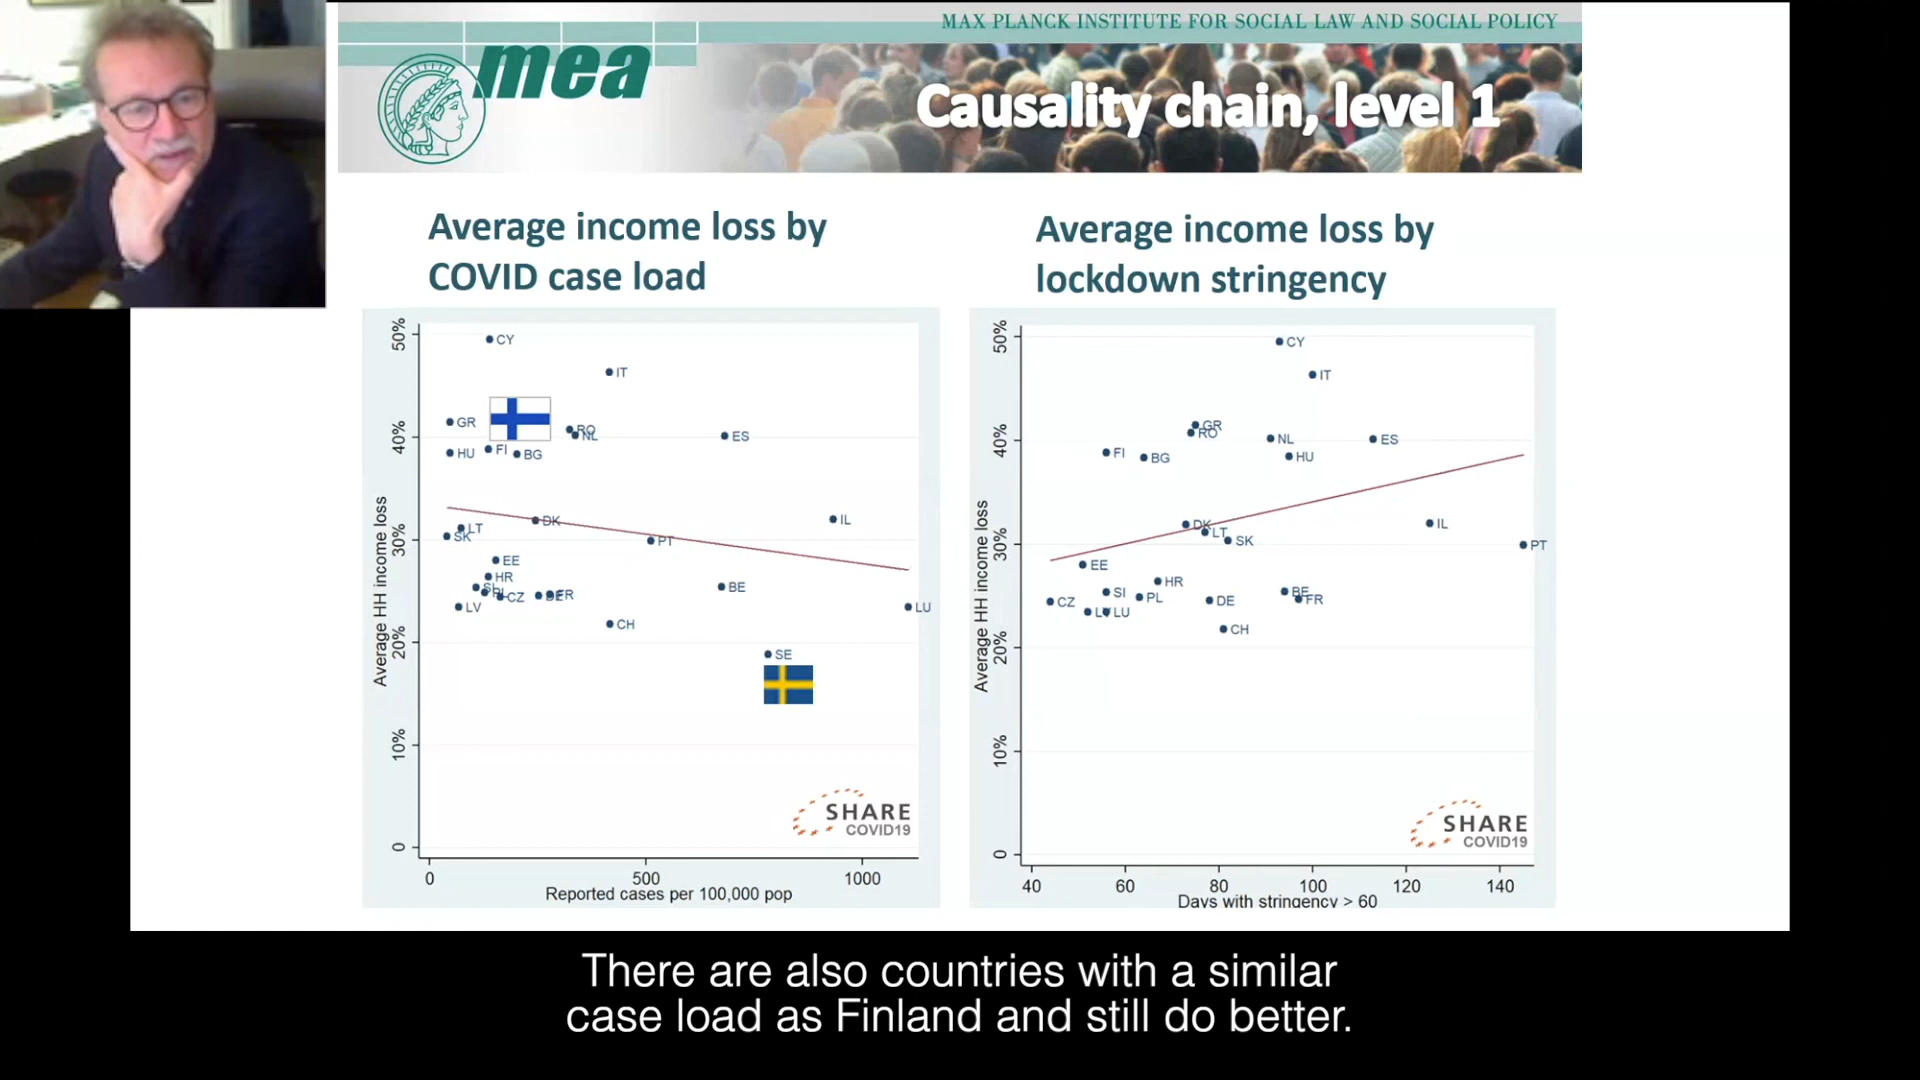 MAX PLANCK INSTITUTE FOR SOCIAL LAW AND SOCIAL POLICY
mea
Causality chain, level 1
Average income loss by
COVID case load
Average HH income loss
50%
40%
30%
20%
10%
0
CY
IT
GR
RO
NL
ES
HU
FI
BG
LT
DK
IL
SK
PT
EE
HR
SI
PL
CZ
DE
FR
BE
LV
LU
CH
SE
SHARE
COVID19
0
500
1000
Reported cases per 100,000 pop
Average income loss by
lockdown stringency
Average HH income loss
50%
40%
30%
20%
10%
0
CY
IT
GR
RO
NL
ES
FI
BG
HU
DK
LT
SK
IL
PT
EE
HR
SI
PL
CZ
DE
BE
FR
LV
LU
CH
SHARE
COVID19
40
60
80
100
120
140
Days with stringency > 60
There are also countries with a similar
case load as Finland and still do better.